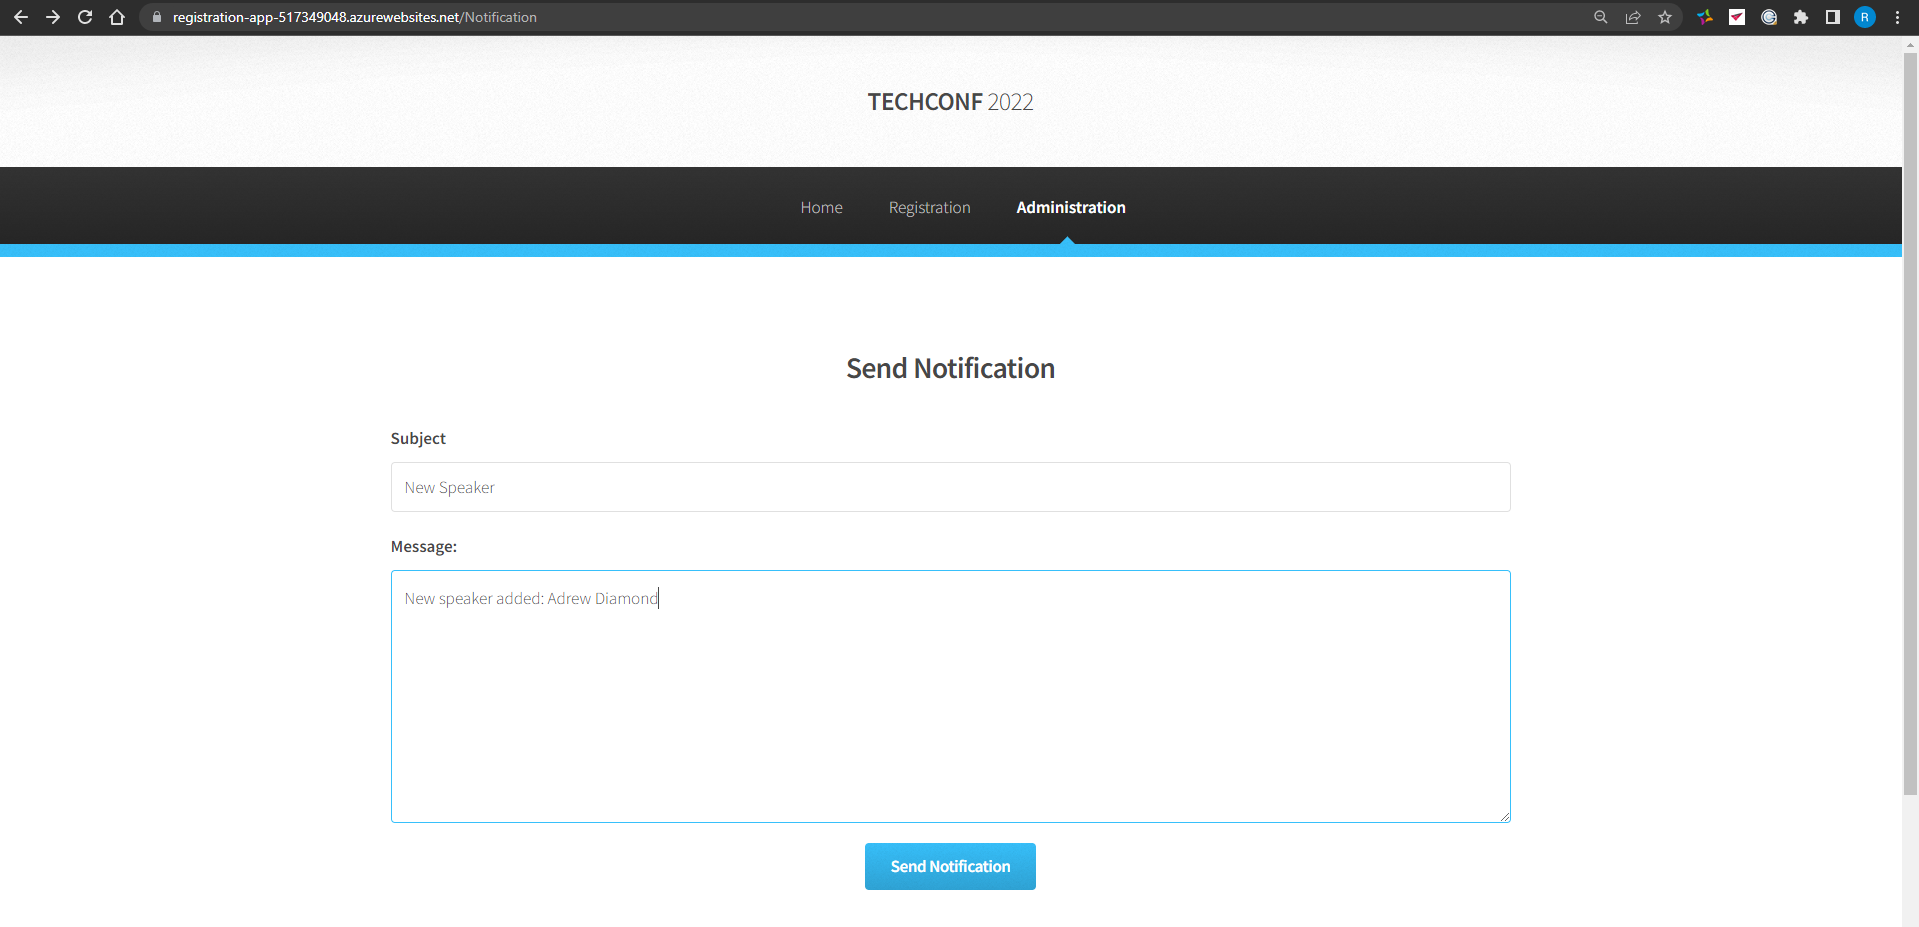 registration-app-517349048.azurewebsites.net/Notification
R
TECHCONF 2022
Home Registration Administration
Send Notification
Subject
New Speaker
Message:
New speaker added: Adrew Diamond
Send Notification